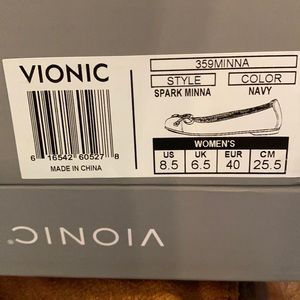 VIONIC
359MINNA
STYLE COLOR
SPARK MINNA NAVY
6 16542 60527 8
MADE IN CHINA
WOMEN'S
US UK EUR CM
8.5 6.5 40 25.5
VIONIC®